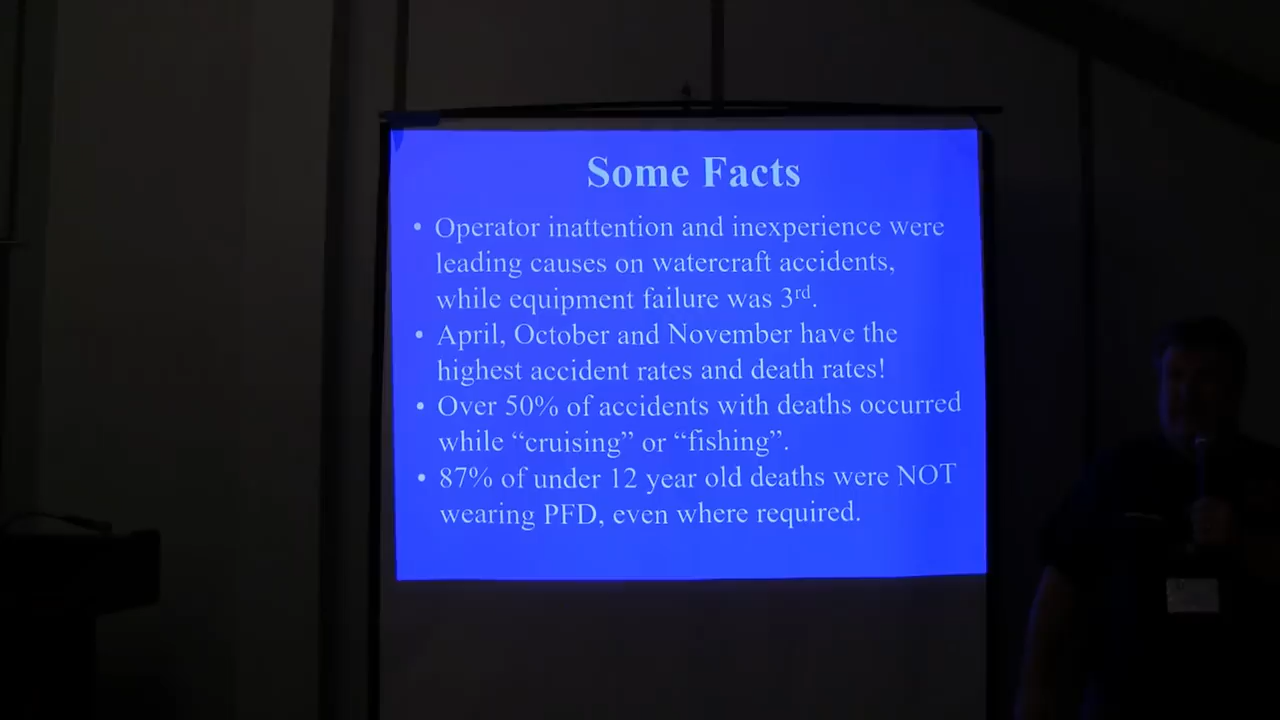 Some Facts
• Operator inattention and inexperience were
leading causes on watercraft accidents,
while equipment failure was 3rd.
• April, October and November have the
highest accident rates and death rates!
• Over 50% of accidents with deaths occurred
while “cruising” or “fishing”.
• 87% of under 12 year old deaths were NOT
wearing PFD, even where required.